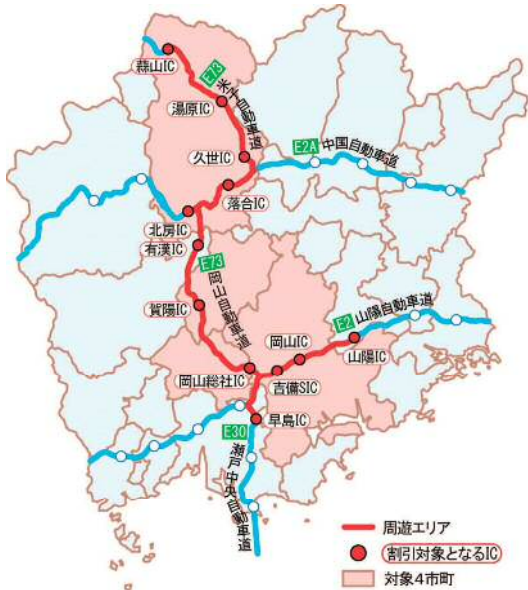 蒜山IC
E73
米子自動車道
湯原IC
久世IC
E2A
中国自動車道
落合IC
北房IC
有漢IC
E73
岡山自動車道
賀陽IC
E2
山陽自動車道
岡山IC
山陽IC
岡山総社IC
吉備SIC
早島IC
E30
瀬戸中央自動車道
周遊エリア
割引対象となるIC
対象4市町